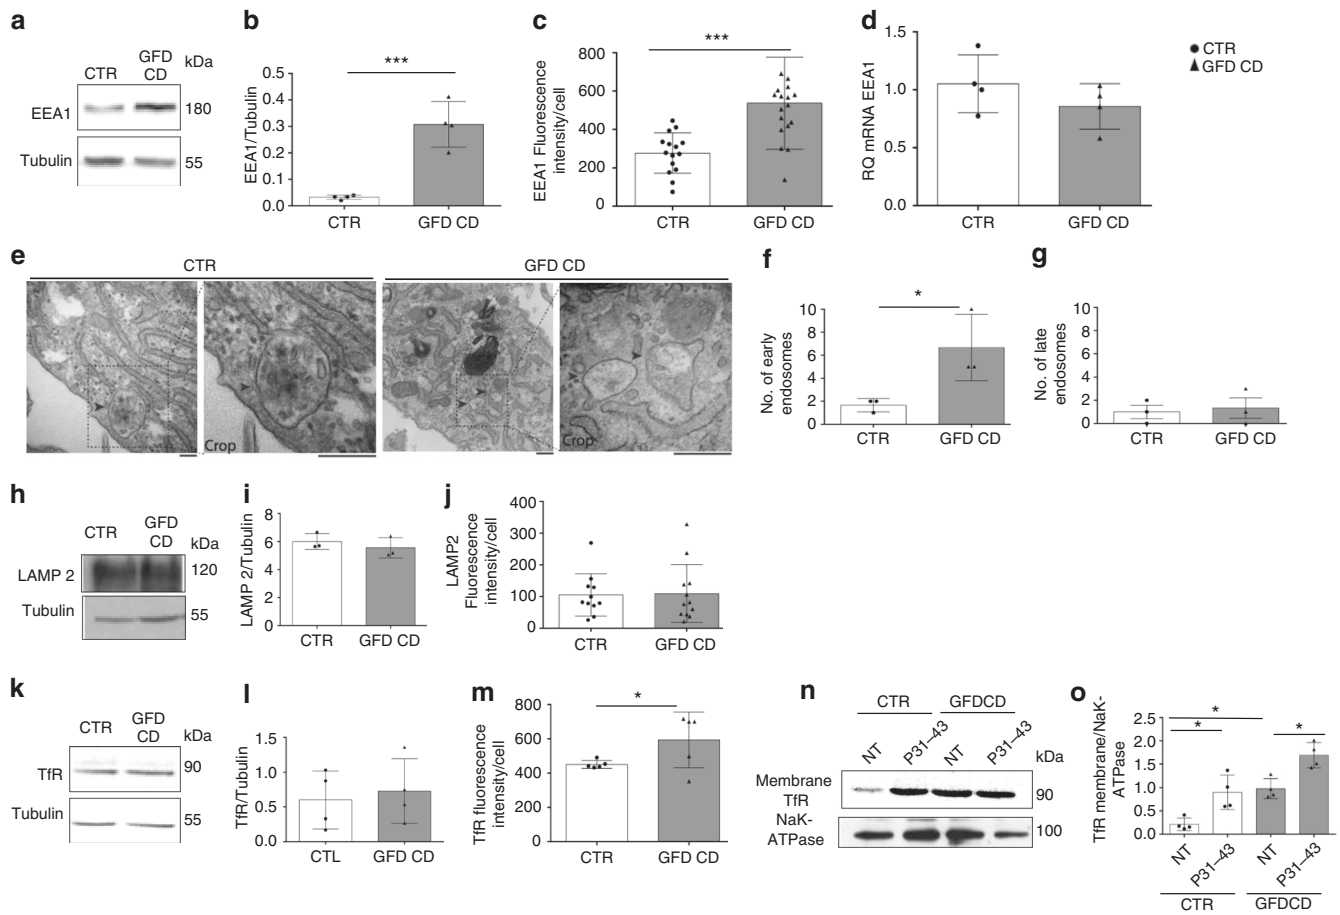 a
CTR
GFD
CD
kDa
EEA1
180
Tubulin
55
b
***
EEA1/Tubulin
0.5
0.4
0.3
0.2
0.1
0.0
CTR
GFD CD
c
***
EEA1 Fluorescence
intensity/cell
800
600
400
200
0
CTR
GFD CD
d
RQ mRNA EEA1
1.5
1.0
0.5
0.0
CTR
GFD CD
CTR
GFD CD
e
CTR
GFD CD
Crop
Crop
f
*
No. of early
endosomes
10
8
6
4
2
0
CTR
GFD CD
g
No. of late
endosomes
10
8
6
4
2
0
CTR
GFD CD
h
CTR
GFD
CD
kDa
LAMP 2
120
Tubulin
55
i
LAMP 2/Tubulin
8
6
4
2
0
CTR
GFD CD
j
LAMP2
Fluorescence
intensity/cell
400
300
200
100
0
CTR
GFD CD
k
CTR
GFD
CD
kDa
TfR
90
Tubulin
55
l
TfR/Tubulin
1.5
1.0
0.5
0.0
CTL
GFD CD
m
*
TfR fluorescence
intensity/cell
800
600
400
200
0
CTR
GFD CD
n
CTR
GFDCD
NT
P31–43
NT
P31–43
kDa
Membrane
TfR
90
NaK-
ATPase
100
o
*
*
*
TfR membrane/NaK-
ATPase
2.5
2.0
1.5
1.0
0.5
0.0
NT
P31–43
NT
P31–43
CTR
GFDCD